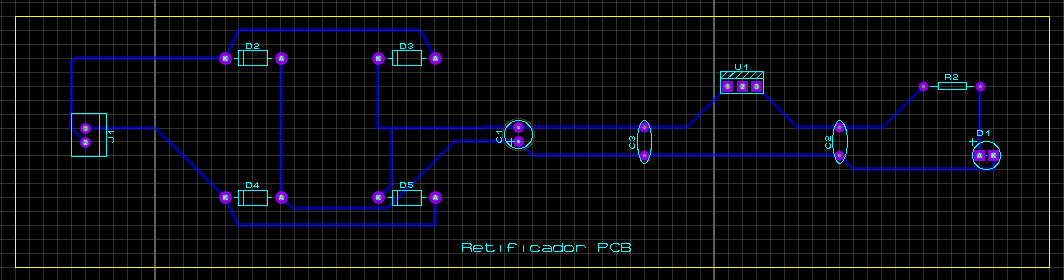 D2
D3
K
A
K
A
U1
1 2 3
R2
1
2
J1
C1
+
C3
C2
D1
+
A K
D4
D5
K
A
K
A
Retificador PCB